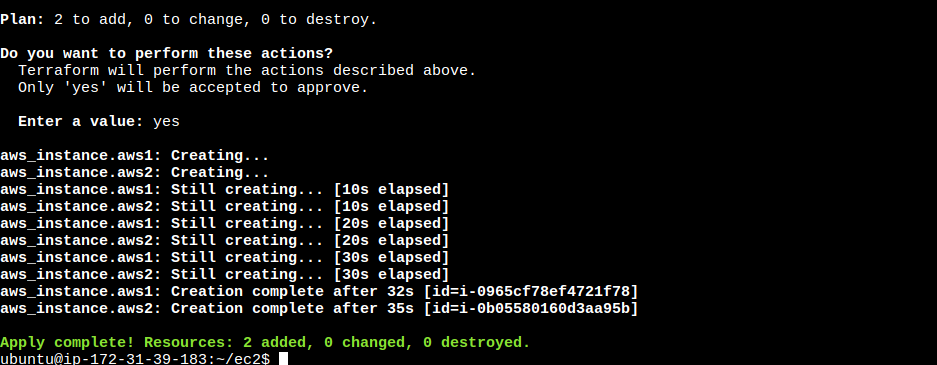 Plan: 2 to add, 0 to change, 0 to destroy.
Do you want to perform these actions?
Terraform will perform the actions described above.
Only 'yes' will be accepted to approve.
Enter a value: yes
aws_instance.aws1: Creating...
aws_instance.aws2: Creating...
aws_instance.aws1: Still creating... [10s elapsed]
aws_instance.aws2: Still creating... [10s elapsed]
aws_instance.aws1: Still creating... [20s elapsed]
aws_instance.aws2: Still creating... [20s elapsed]
aws_instance.aws1: Still creating... [30s elapsed]
aws_instance.aws2: Still creating... [30s elapsed]
aws_instance.aws1: Creation complete after 32s [id=i-0965cf78ef4721f78]
aws_instance.aws2: Creation complete after 35s [id=i-0b05580160d3aa95b]
Apply complete! Resources: 2 added, 0 changed, 0 destroyed.
ubuntu@ip-172-31-39-183:~/ec2$